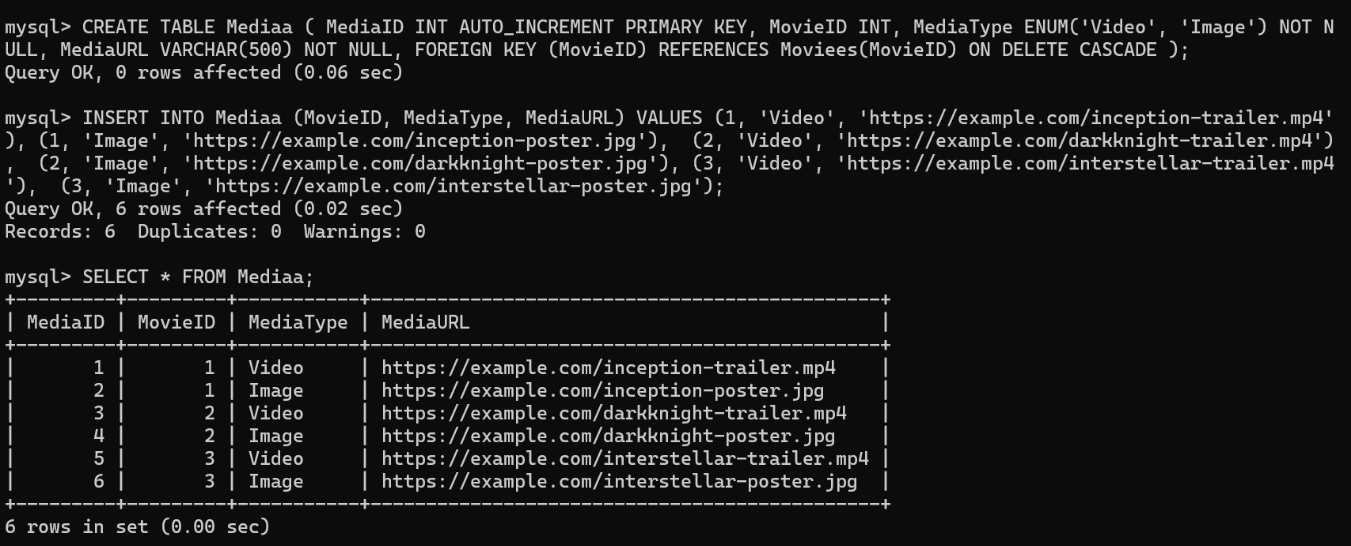 mysql> CREATE TABLE Mediaa ( MediaID INT AUTO_INCREMENT PRIMARY KEY, MovieID INT, MediaType ENUM('Video', 'Image') NOT N
ULL, MediaURL VARCHAR(500) NOT NULL, FOREIGN KEY (MovieID) REFERENCES Moviees(MovieID) ON DELETE CASCADE );
Query OK, 0 rows affected (0.06 sec)

mysql> INSERT INTO Mediaa (MovieID, MediaType, MediaURL) VALUES (1, 'Video', 'https://example.com/inception-trailer.mp4'
), (1, 'Image', 'https://example.com/inception-poster.jpg'),  (2, 'Video', 'https://example.com/darkknight-trailer.mp4')
,  (2, 'Image', 'https://example.com/darkknight-poster.jpg'), (3, 'Video', 'https://example.com/interstellar-trailer.mp4
'),  (3, 'Image', 'https://example.com/interstellar-poster.jpg');
Query OK, 6 rows affected (0.02 sec)
Records: 6  Duplicates: 0  Warnings: 0

mysql> SELECT * FROM Mediaa;
+---------+---------+-----------+----------------------------------------------+
| MediaID | MovieID | MediaType | MediaURL                                     |
+---------+---------+-----------+----------------------------------------------+
|       1 |       1 | Video     | https://example.com/inception-trailer.mp4    |
|       2 |       1 | Image     | https://example.com/inception-poster.jpg     |
|       3 |       2 | Video     | https://example.com/darkknight-trailer.mp4   |
|       4 |       2 | Image     | https://example.com/darkknight-poster.jpg    |
|       5 |       3 | Video     | https://example.com/interstellar-trailer.mp4 |
|       6 |       3 | Image     | https://example.com/interstellar-poster.jpg  |
+---------+---------+-----------+----------------------------------------------+
6 rows in set (0.00 sec)